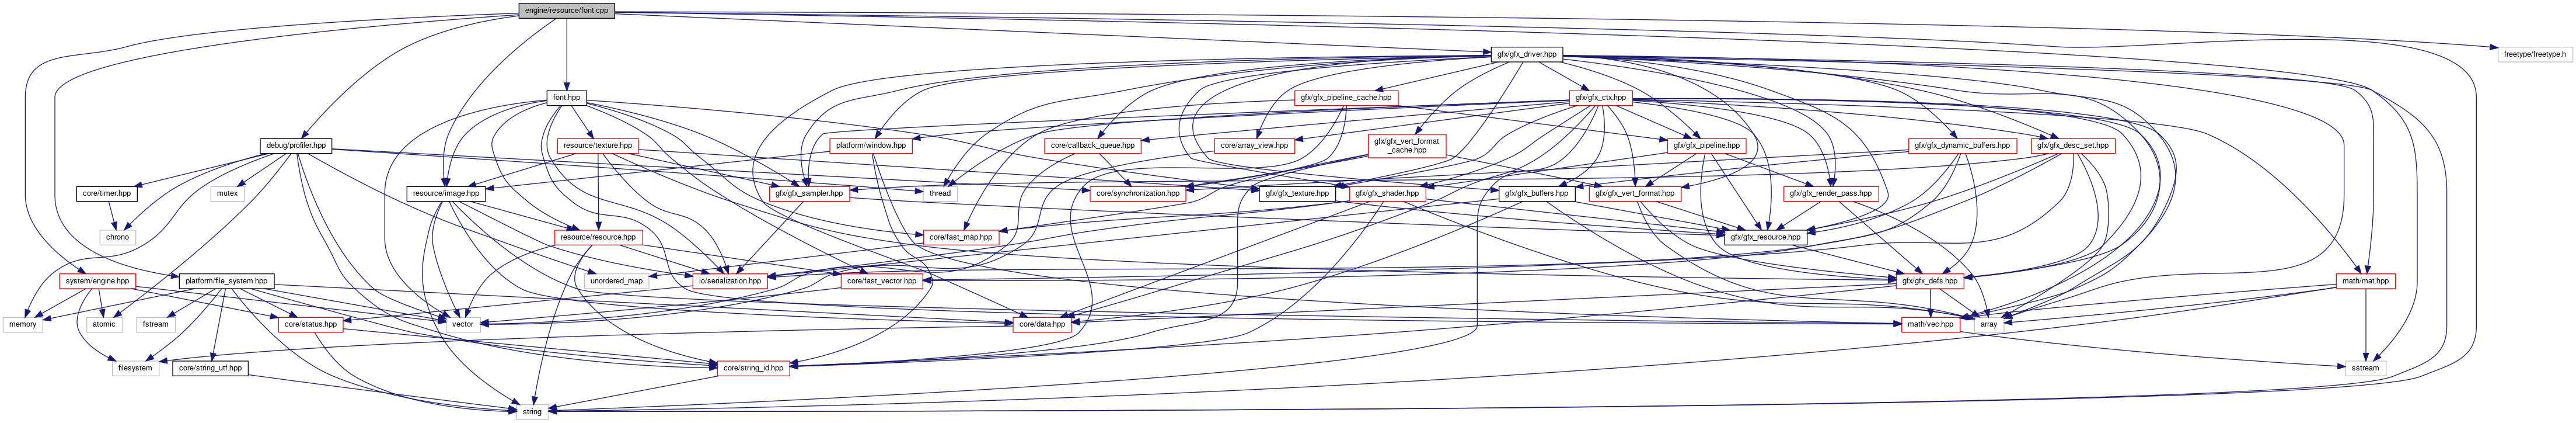 engine/resource/font.cpp
gfx/gfx_driver.hpp
freetype/freetype.h
font.hpp
gfx/gfx_pipeline_cache.hpp
gfx/gfx_ctx.hpp
debug/profiler.hpp
resource/texture.hpp
platform/window.hpp
core/callback_queue.hpp
core/array_view.hpp
gfx/gfx_vert_format
_cache.hpp
gfx/gfx_pipeline.hpp
gfx/gfx_dynamic_buffers.hpp
gfx/gfx_desc_set.hpp
core/timer.hpp
mutex
resource/image.hpp
gfx/gfx_sampler.hpp
thread
core/synchronization.hpp
gfx/gfx_texture.hpp
gfx/gfx_shader.hpp
gfx/gfx_buffers.hpp
gfx/gfx_vert_format.hpp
gfx/gfx_render_pass.hpp
chrono
resource/resource.hpp
core/fast_map.hpp
gfx/gfx_resource.hpp
system/engine.hpp
platform/file_system.hpp
unordered_map
io/serialization.hpp
core/fast_vector.hpp
gfx/gfx_defs.hpp
math/mat.hpp
memory
atomic
fstream
core/status.hpp
vector
core/data.hpp
math/vec.hpp
array
filesystem
core/string_utf.hpp
core/string_id.hpp
sstream
string